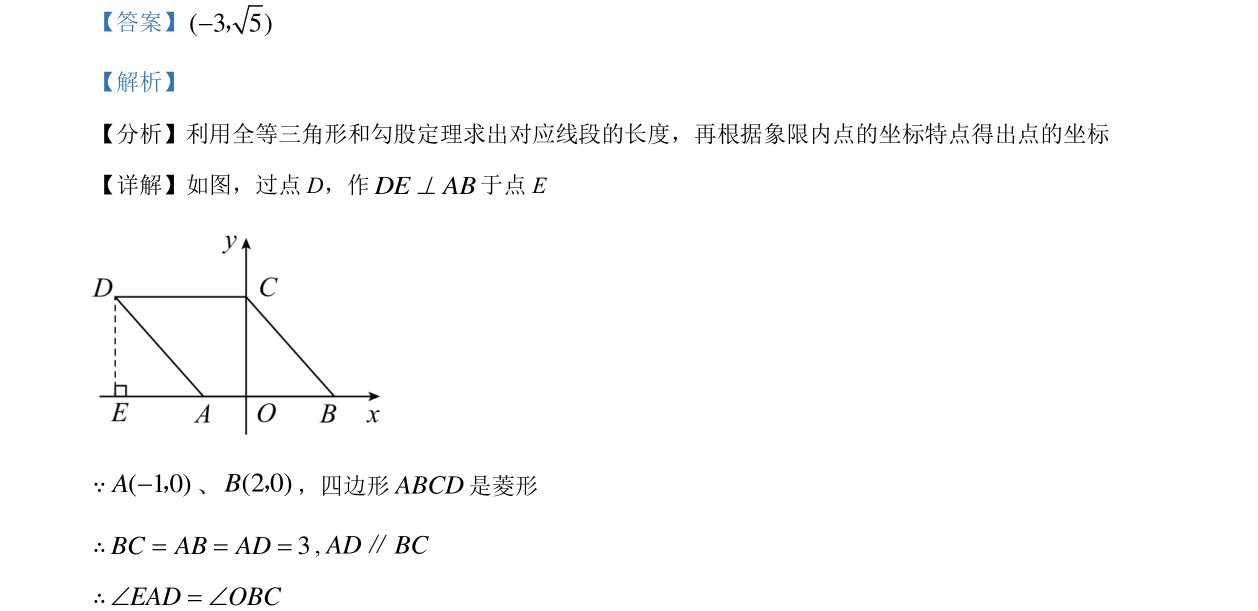 【答案】(−3,√5)
【解析】
【分析】利用全等三角形和勾股定理求出对应线段的长度，再根据象限内点的坐标特点得出点的坐标
【详解】如图，过点 D，作 DE ⊥ AB 于点 E
y
D C
E A O B x
∵ A(−1,0) 、 B(2,0) ，四边形 ABCD 是菱形
∴ BC = AB = AD = 3 , AD ∥ BC
∴ ∠EAD = ∠OBC